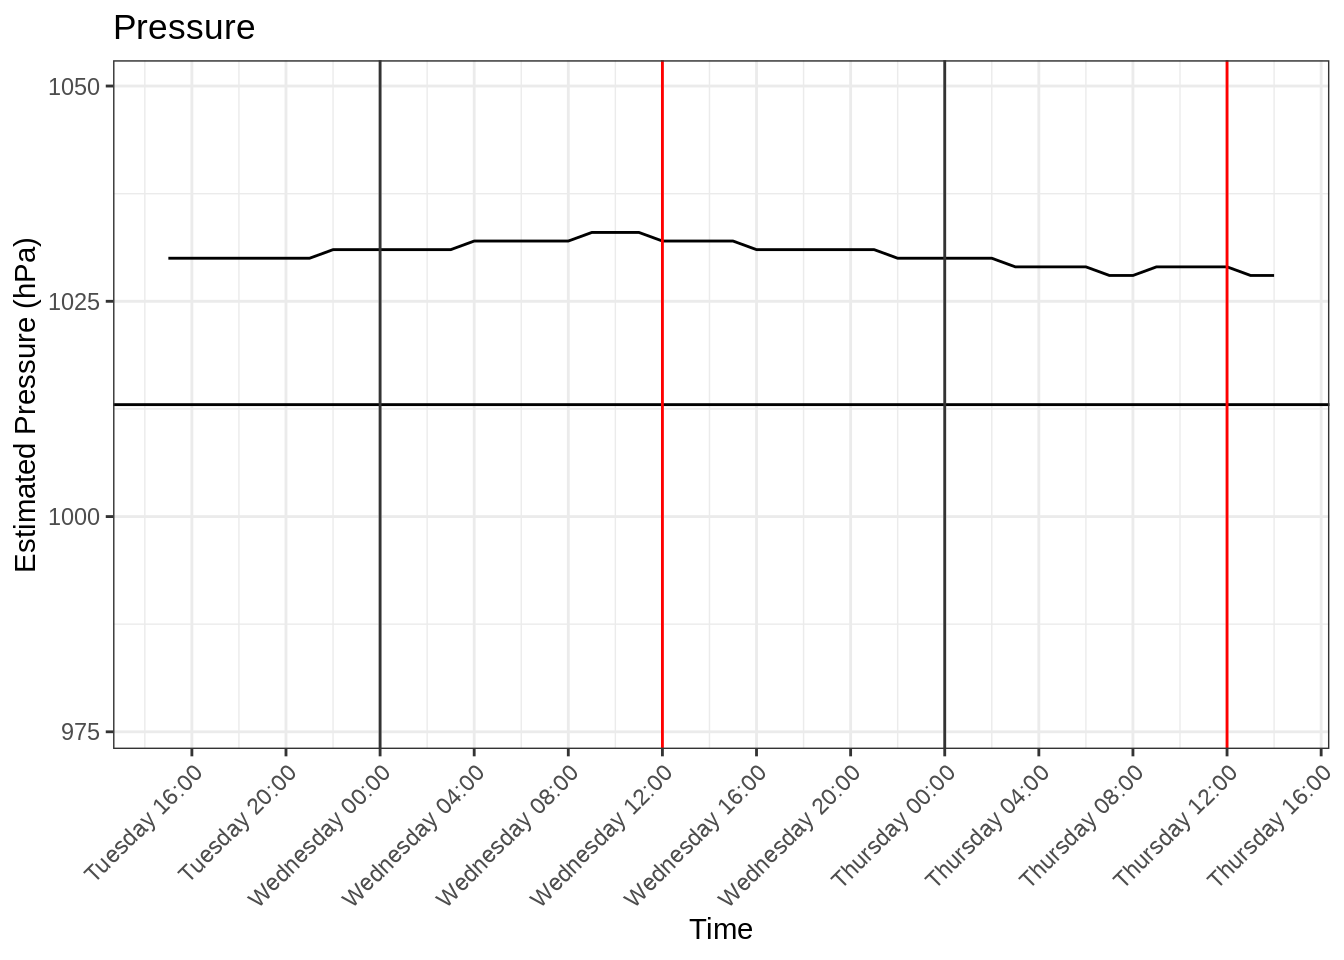 Pressure
Estimated Pressure (hPa)
1050
1025
1000
975
Tuesday 16:00
Tuesday 20:00
Wednesday 00:00
Wednesday 04:00
Wednesday 08:00
Wednesday 12:00
Wednesday 16:00
Wednesday 20:00
Thursday 00:00
Thursday 04:00
Thursday 08:00
Thursday 12:00
Thursday 16:00
Time